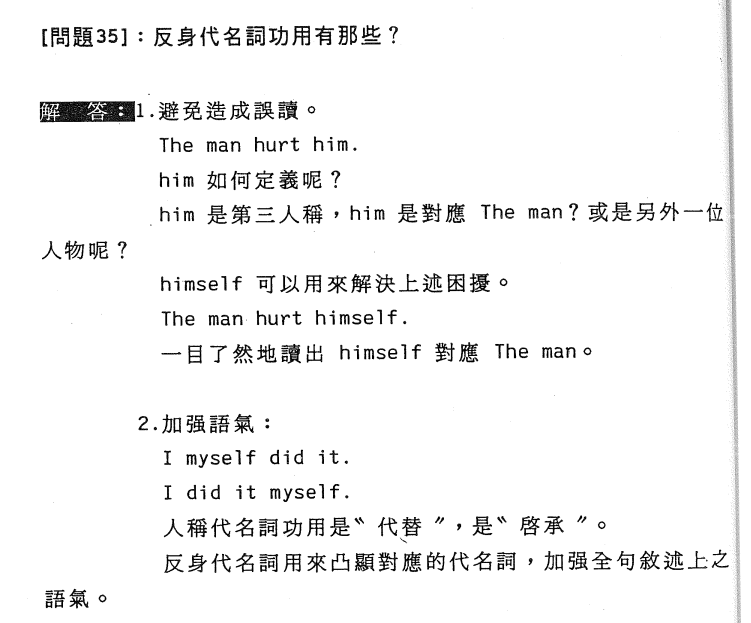 [問題35]：反身代名詞功用有那些？
解　答：1.避免造成誤讀。
The man hurt him.
him 如何定義呢？
him 是第三人稱，him 是對應 The man？或是另外一位
人物呢？
himself 可以用來解決上述困擾。
The man hurt himself.
一目了然地讀出 himself 對應 The man。
2.加强語氣：
I myself did it.
I did it myself.
人稱代名詞功用是〝代替〞，是〝啓承〞。
反身代名詞用來凸顯對應的代名詞，加强全句敘述上之
語氣。